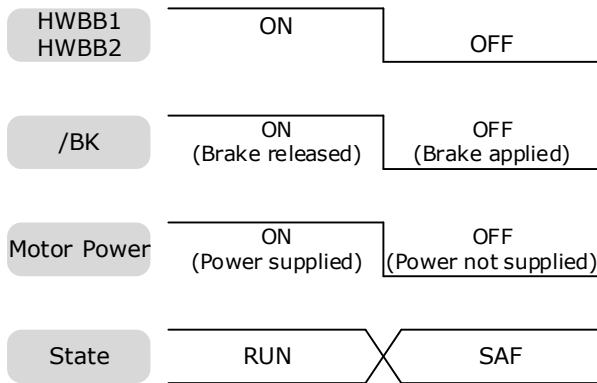 HWBB1
HWBB2
ON
OFF
/BK
ON
(Brake released)
OFF
(Brake applied)
Motor Power
ON
(Power supplied)
OFF
(Power not supplied)
State
RUN
SAF